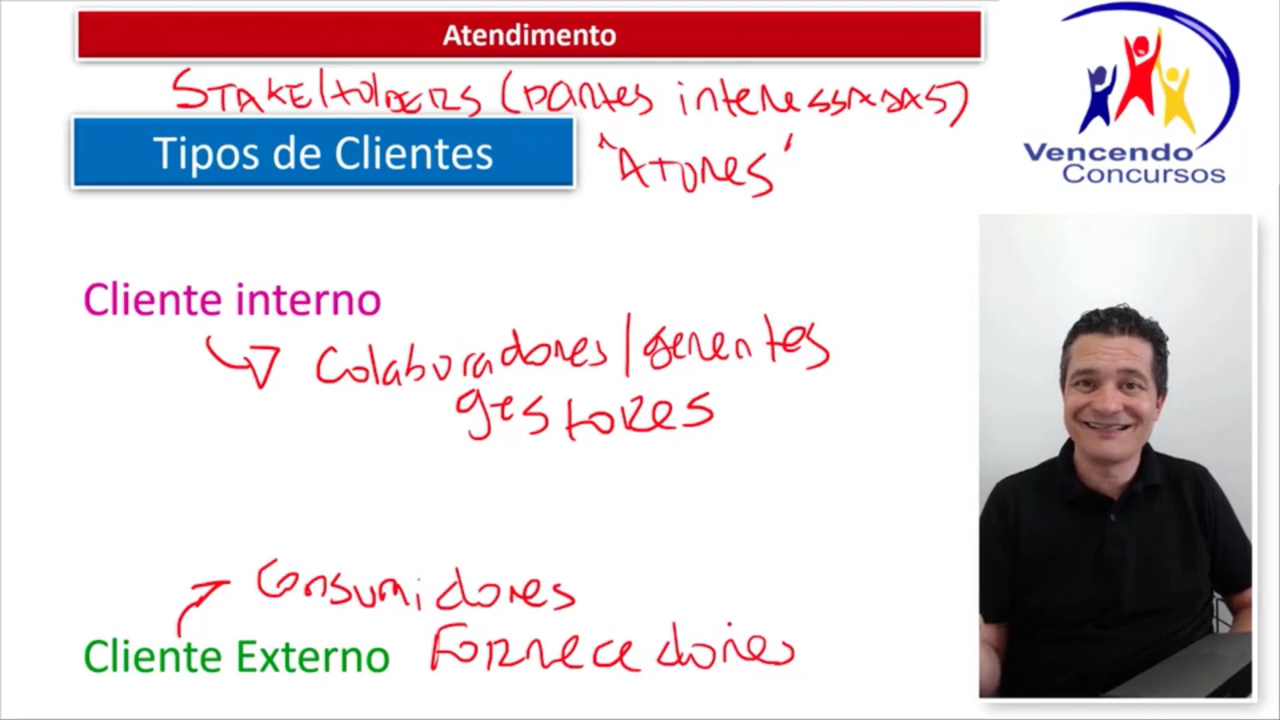 Atendimento
STAKEHOLDERS (partes interessadas)
Tipos de Clientes
"Atores"
Vencendo
Concursos
Cliente interno
Colaboradores/gerentes
gestores
Consumidores
Cliente Externo
Fornecedores